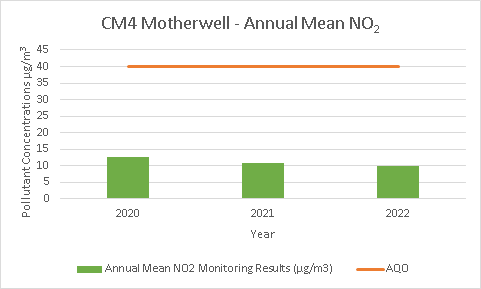 CM4 Motherwell - Annual Mean NO₂
Pollutant Concentrations µg/m³
45
40
35
30
25
20
15
10
5
0
2020 2021 2022
Year
Annual Mean NO2 Monitoring Results (µg/m3) AQO